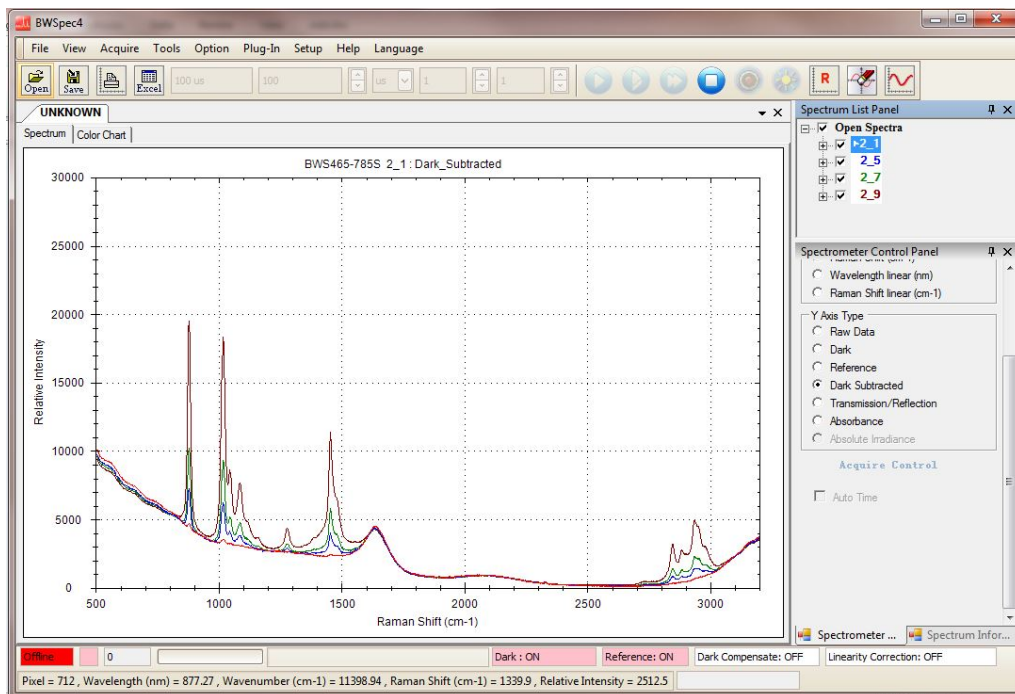 BWSpec4
File View Acquire Tools Option Plug-In Setup Help Language
Open Save Excel 100 us 100 us 1 1 R
UNKNOWN
Spectrum Color Chart
BWS465-785S 2_1 : Dark_Subtracted
Relative Intensity
30000
25000
20000
15000
10000
5000
0
500 1000 1500 2000 2500 3000
Raman Shift (cm-1)
Spectrum List Panel
Open Spectra
2_1
2_5
2_7
2_9
Spectrometer Control Panel
Wavelength linear (nm)
Raman Shift linear (cm-1)
Y Axis Type
Raw Data
Dark
Reference
Dark Subtracted
Transmission/Reflection
Absorbance
Absolute Irradiance
Acquire Control
Auto Time
Spectrometer ... Spectrum Infor...
Offline 0 Dark : ON Reference: ON Dark Compensate: OFF Linearity Correction: OFF
Pixel = 712 , Wavelength (nm) = 877.27 , Wavenumber (cm-1) = 11398.94 , Raman Shift (cm-1) = 1339.9 , Relative Intensity = 2512.5